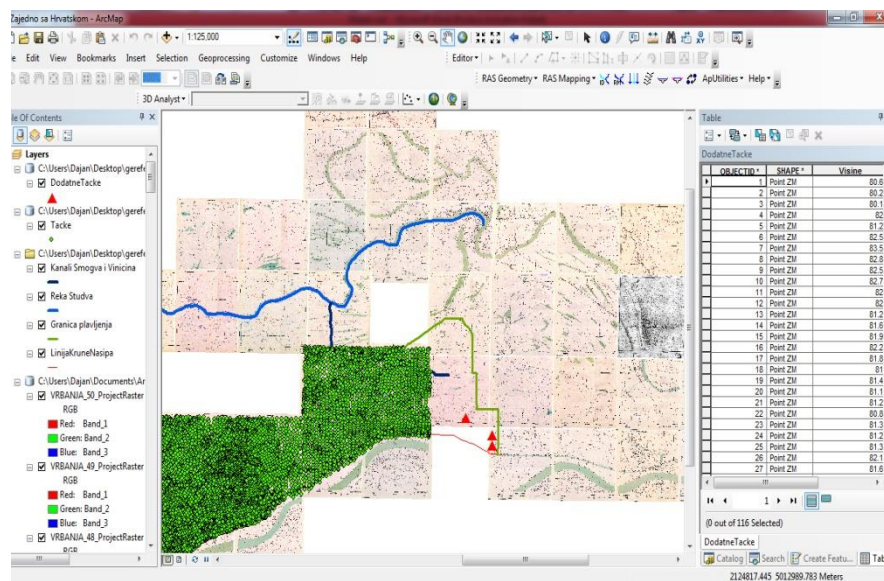 Zajedno sa Hrvatskom - ArcMap
1:125,000
Edit View Bookmarks Insert Selection Geoprocessing Customize Windows Help
Editor
RAS Geometry RAS Mapping ApUtilities Help
3D Analyst
Of Contents
Table
Layers
C:\Users\Dajan\Desktop\geref
DodatneTacke
C:\Users\Dajan\Desktop\geref
Tacke
Kanali Smogva i Vinicina
Reka Studva
Granica plavljenja
LinijaKruneNasipa
C:\Users\Dajan\Documents\Ar
VRBANJA_50_ProjectRaster
RGB
Red: Band_1
Green: Band_2
Blue: Band_3
VRBANJA_49_ProjectRaster
RGB
Red: Band_1
Green: Band_2
Blue: Band_3
VRBANJA_48_ProjectRaster
RGB
DodatneTacke
OBJECTID * SHAPE * Visine
1 Point ZM 80.6
2 Point ZM 80.2
3 Point ZM 80.1
4 Point ZM 82
5 Point ZM 81.2
6 Point ZM 82.5
7 Point ZM 83.5
8 Point ZM 82.8
9 Point ZM 82.5
10 Point ZM 82.7
11 Point ZM 82
12 Point ZM 82
13 Point ZM 81.2
14 Point ZM 81.6
15 Point ZM 81.9
16 Point ZM 82.2
17 Point ZM 81.8
18 Point ZM 81
19 Point ZM 81.4
20 Point ZM 81.1
21 Point ZM 81.2
22 Point ZM 80.8
23 Point ZM 81.3
24 Point ZM 81.2
25 Point ZM 81.3
26 Point ZM 82.1
27 Point ZM 81.6
1
(0 out of 116 Selected)
DodatneTacke
Catalog Search Create Featu... Tab
2124817.445 5012989.783 Meters